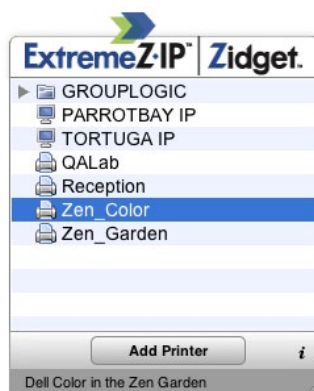 ExtremeZ-IP™ Zidget.
GROUPLOGIC
PARROTBAY IP
TORTUGA IP
QALab
Reception
Zen_Color
Zen_Garden
Add Printer i
Dell Color in the Zen Garden